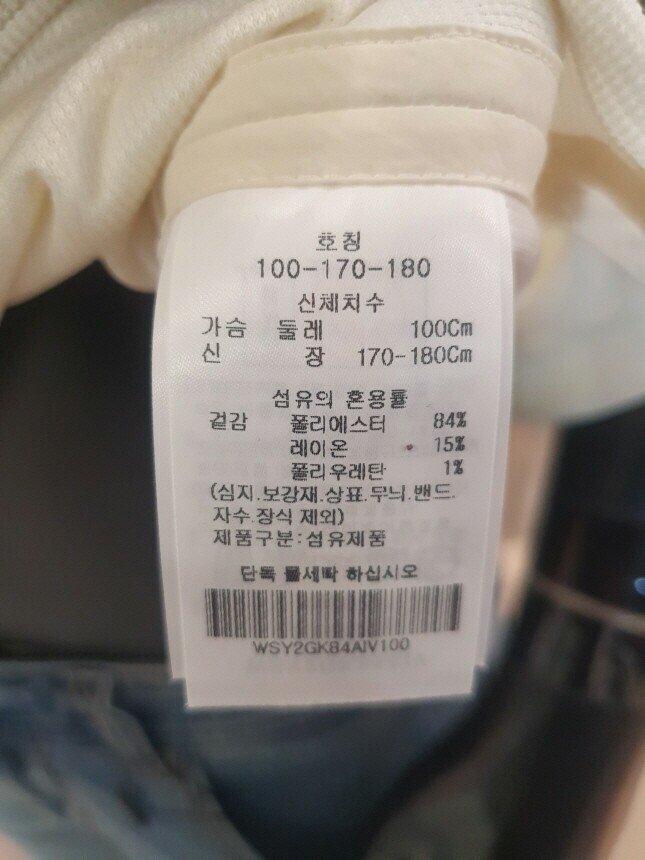 호칭
100-170-180
신체치수
가슴 둘레 100Cm
신 장 170-180Cm
섬유의 혼용률
겉감 폴리에스터 84%
레이온 15%
폴리우레탄 1%
(심지.보강재.상표.무늬.밴드.
자수.장식 제외)
제품구분:섬유제품
단독 물세탁 하십시오
WSY2GK84AIV100